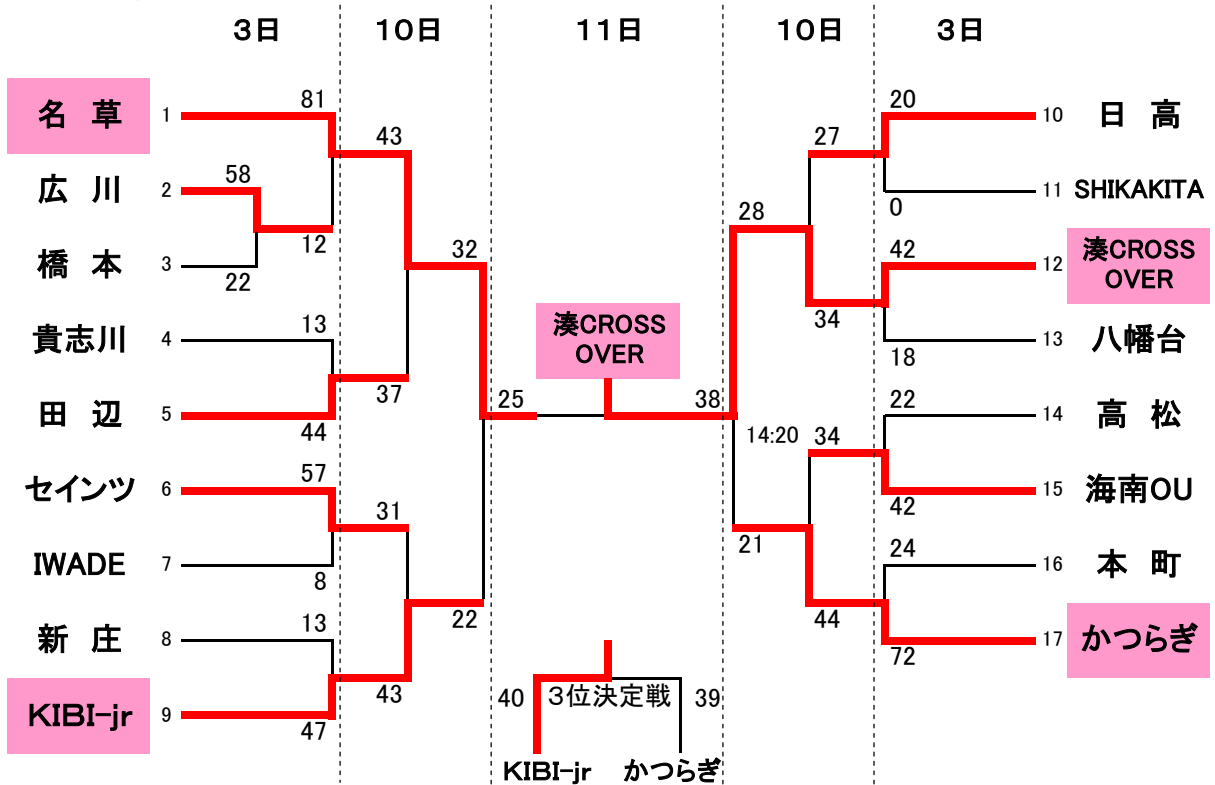 3日
10日
11日
10日
3日
名 草
1
81
43
広 川
2
58
12
橋 本
3
22
32
貴志川
4
13
37
田 辺
5
44
セインツ
6
57
31
IWADE
7
8
新 庄
8
13
22
43
KIBI-jr
9
47
湊CROSS
OVER
25
38
20
10
日 高
27
11
SHIKAKITA
0
28
42
12
湊CROSS
OVER
34
13
八幡台
18
22
14
高 松
14:20
34
15
海南OU
42
21
24
16
本 町
44
17
かつらぎ
72
40
3位決定戦
39
KIBI-jr
かつらぎ